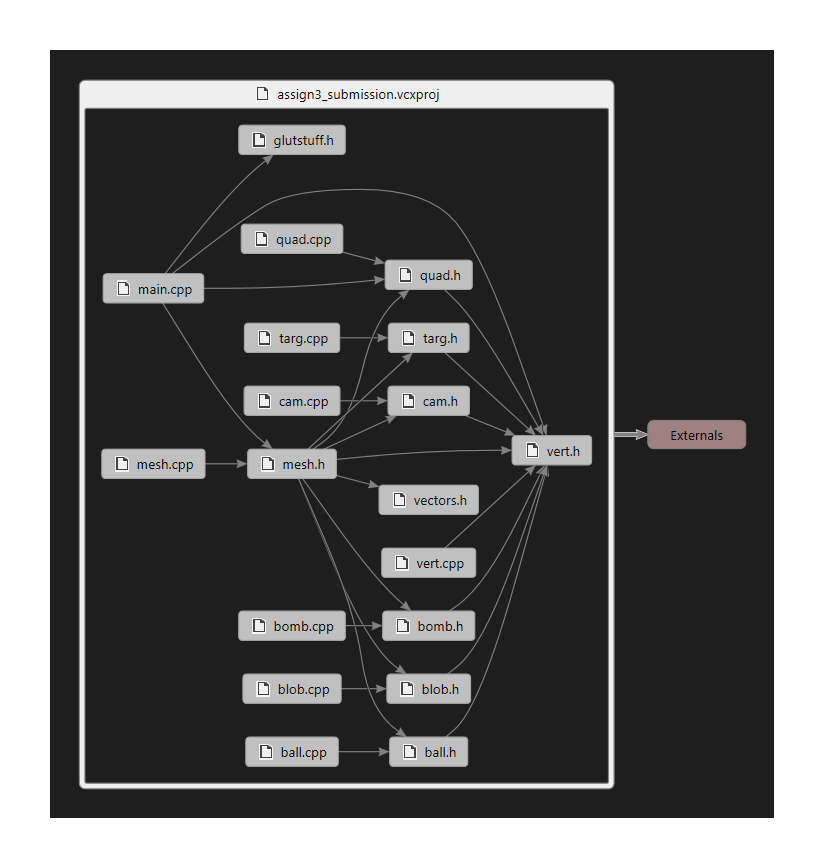 assign3_submission.vcxproj
glutstuff.h
quad.cpp
quad.h
main.cpp
targ.cpp
targ.h
cam.cpp
cam.h
Externals
vert.h
mesh.cpp
mesh.h
vectors.h
vert.cpp
bomb.cpp
bomb.h
blob.cpp
blob.h
ball.cpp
ball.h